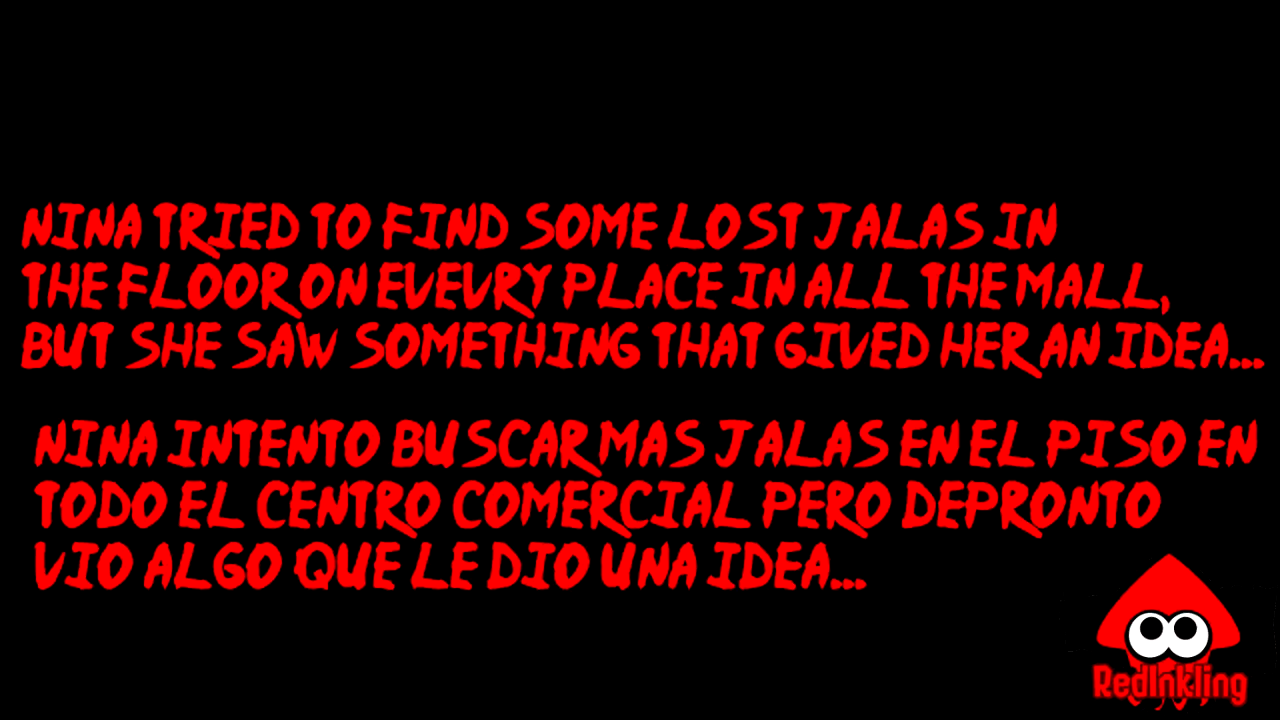 NINA TRIED TO FIND SOME LOST JALAS IN
THE FLOOR ON EVEVRY PLACE IN ALL THE MALL,
BUT SHE SAW SOMETHING THAT GIVED HER AN IDEA...
NINA INTENTO BUSCAR MAS JALAS EN EL PISO EN
TODO EL CENTRO COMERCIAL PERO DEPRONTO
VIO ALGO QUE LE DIO UNA IDEA...
RedInkling